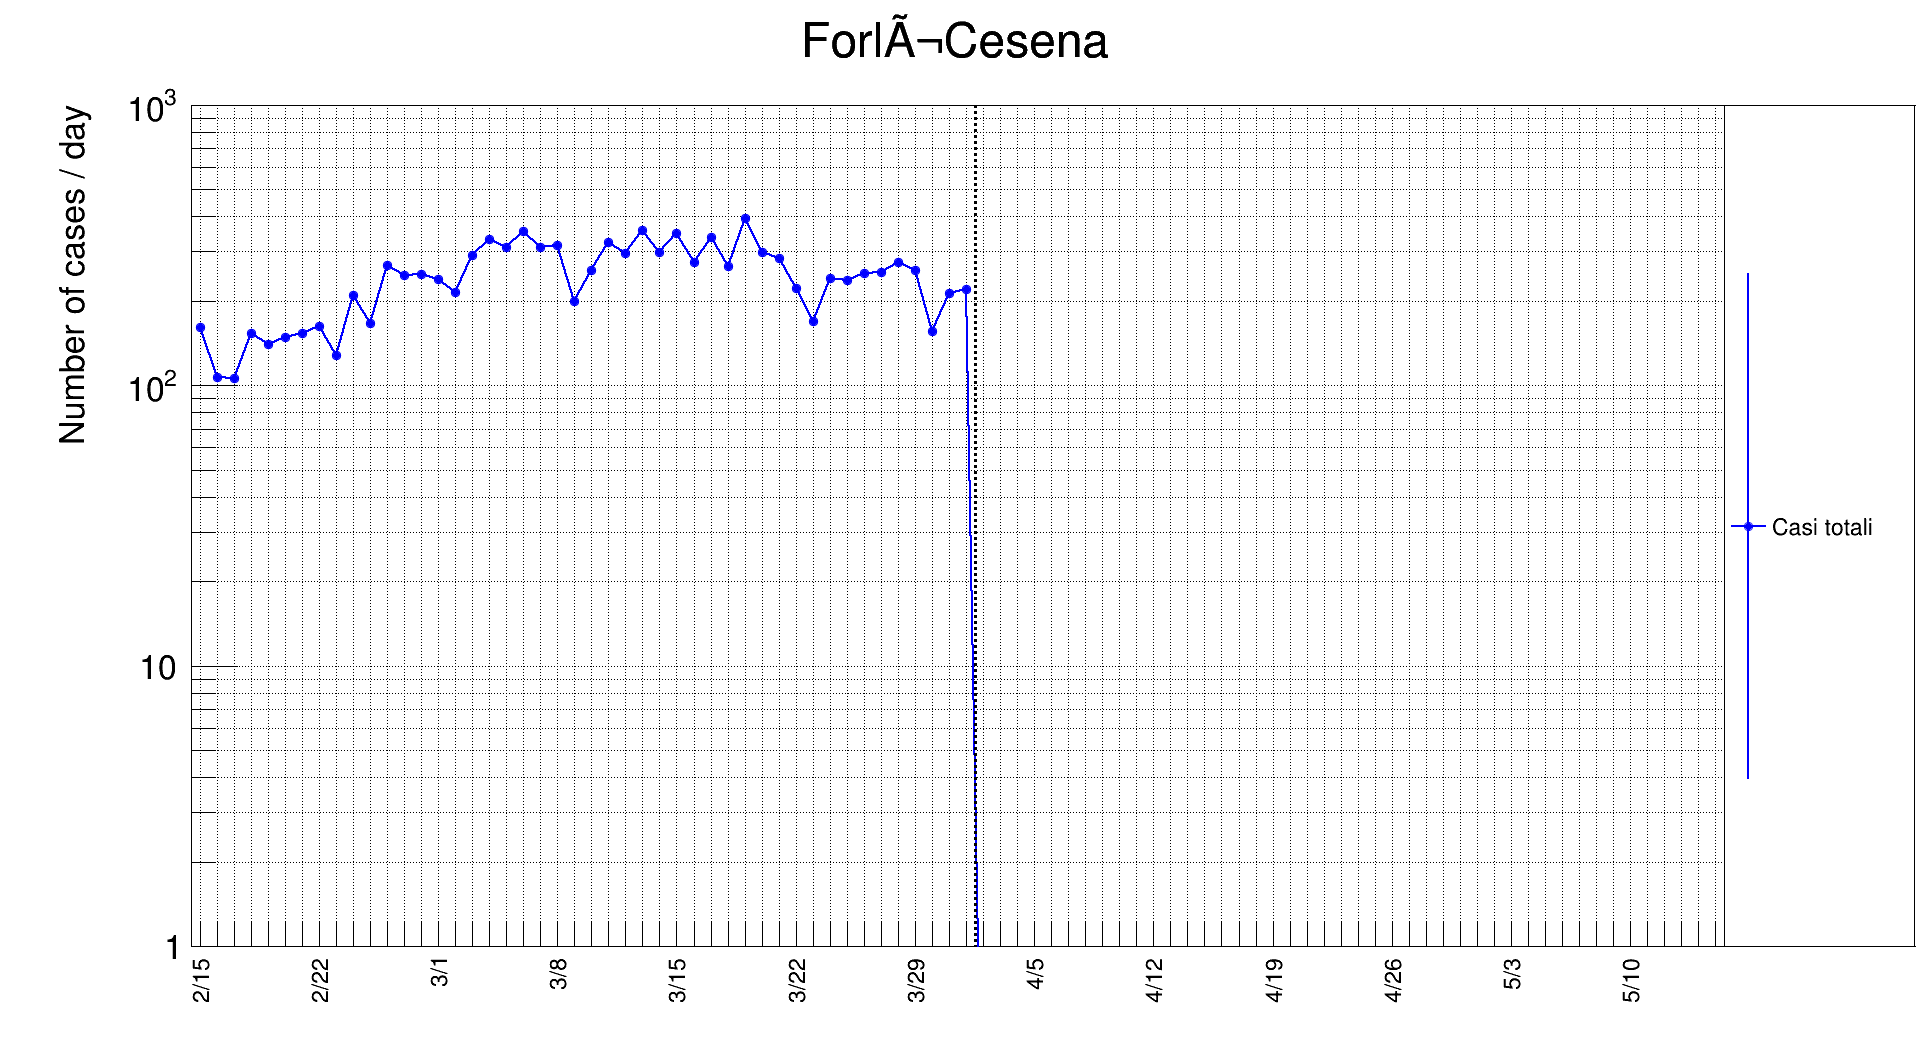 ForlÃ¬Cesena
Number of cases / day
10³
10²
10
1
2/15 2/22 3/1 3/8 3/15 3/22 3/29 4/5 4/12 4/19 4/26 5/3 5/10
Casi totali